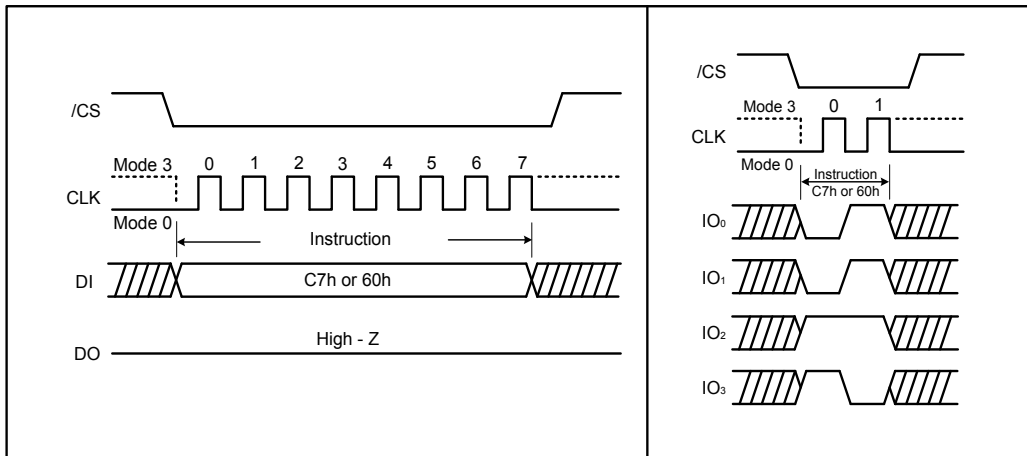 /CS
Mode 3 0 1 2 3 4 5 6 7
CLK
Mode 0
Instruction
DI C7h or 60h
High - Z
DO
/CS
Mode 3 0 1
CLK
Mode 0
Instruction
C7h or 60h
IO₀
IO₁
IO₂
IO₃